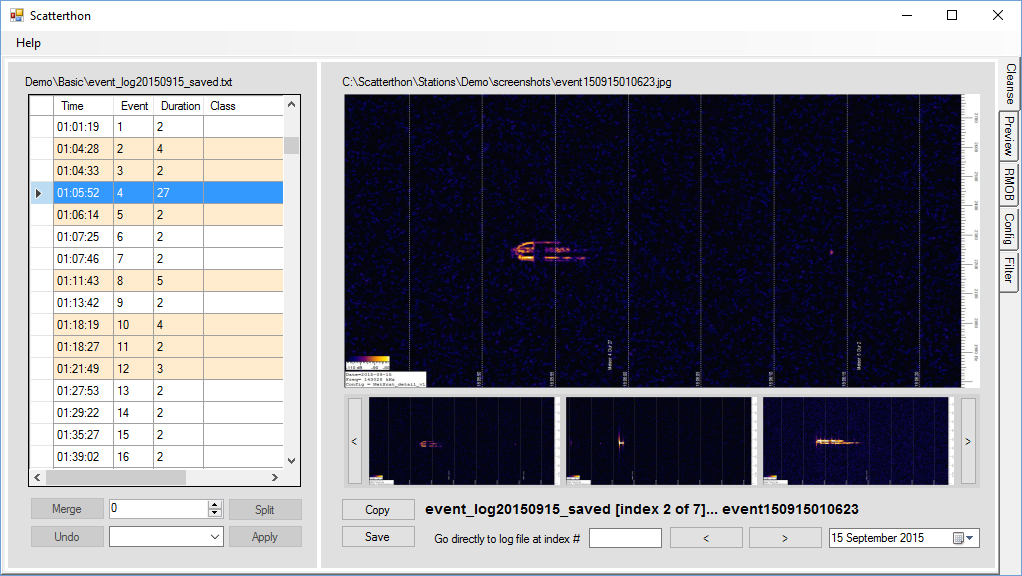 Scatterthon
Help
Demo\Basic\event_log20150915_saved.txt
Time Event Duration Class
01:01:19 1 2
01:04:28 2 4
01:04:33 3 2
01:05:52 4 27
01:06:14 5 2
01:07:25 6 2
01:07:46 7 2
01:11:43 8 5
01:13:42 9 2
01:18:19 10 4
01:18:27 11 2
01:21:49 12 3
01:27:53 13 2
01:29:22 14 2
01:35:27 15 2
01:39:02 16 2
Merge 0 Split
Undo Apply
C:\Scatterthon\Stations\Demo\screenshots\event150915010623.jpg
Date=2015-09-15
< >
Copy event_log20150915_saved [index 2 of 7]... event150915010623
Save Go directly to log file at index # < > 15 September 2015
Cleanse
Preview
RMOB
Config
Filter